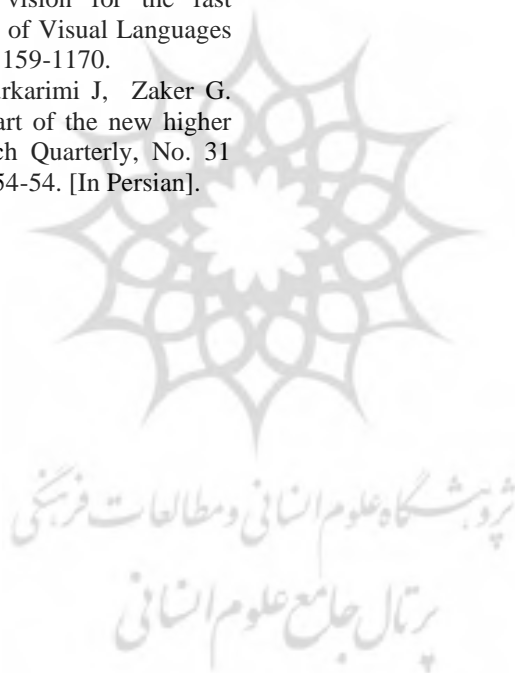 vision for the fast
of Visual Languages
159-1170.
rkarimi J, Zaker G.
art of the new higher
ch Quarterly, No. 31
54-54. [In Persian].
پژوهشگاه علوم انسانی و مطالعات فرهنگی
پرتال جامع علوم انسانی